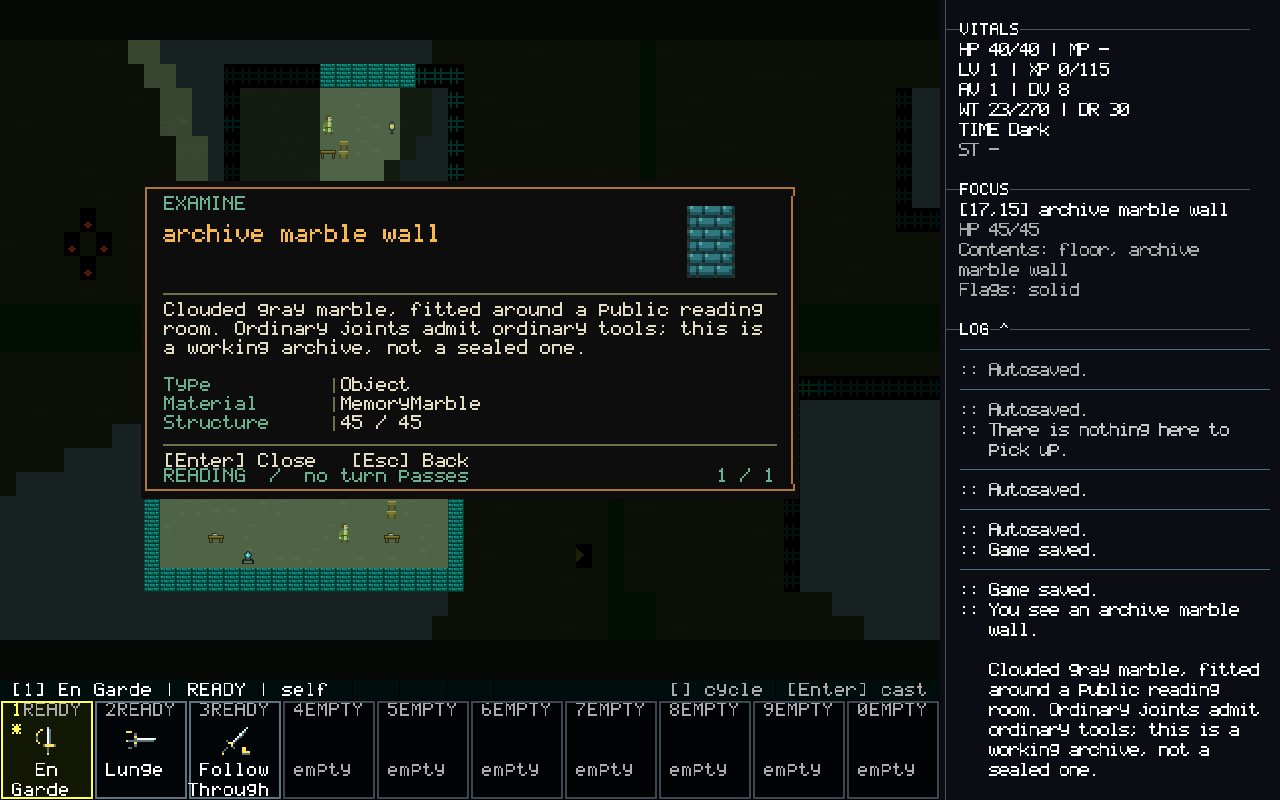 EXAMINE
archive marble wall
Clouded gray marble, fitted around a public reading
room. Ordinary joints admit ordinary tools; this is
a working archive, not a sealed one.
Type |Object
Material |MemoryMarble
Structure |45 / 45
[Enter] Close [Esc] Back
READING / no turn passes 1 / 1
[1] En Garde | READY | self [] cycle [Enter] cast
1READY 2READY 3READY 4EMPTY 5EMPTY 6EMPTY 7EMPTY 8EMPTY 9EMPTY 0EMPTY
*
En Garde
Lunge
Follow Through
empty empty empty empty empty empty empty
VITALS
HP 40/40 | MP -
LV 1 | XP 0/115
AV 1 | DV 8
WT 23/270 | DR 30
TIME Dark
ST -
FOCUS
[17,15] archive marble wall
HP 45/45
Contents: floor, archive
marble wall
Flags: solid
LOG ^
:: Autosaved.
:: Autosaved.
:: There is nothing here to
pick up.
:: Autosaved.
:: Autosaved.
:: Game saved.
:: Game saved.
:: You see an archive marble
wall.
Clouded gray marble, fitted
around a public reading
room. Ordinary joints admit
ordinary tools; this is a
working archive, not a
sealed one.